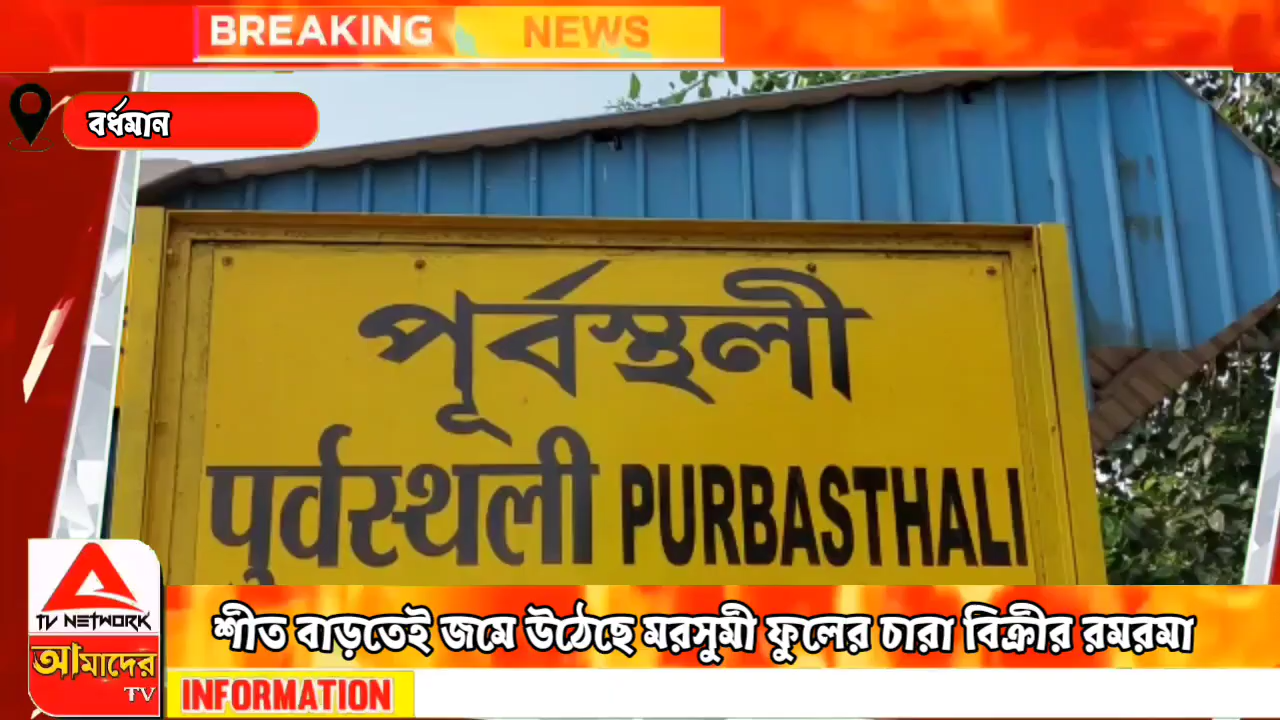 BREAKING NEWS
বর্ধমান
পূর্বস্থলী
पुर्वस्थली PURBASTHALI
TV NETWORK
আমাদের
TV
শীত বাড়তেই জমে উঠেছে মরসুমী ফুলের চারা বিক্রীর রমরমা
INFORMATION